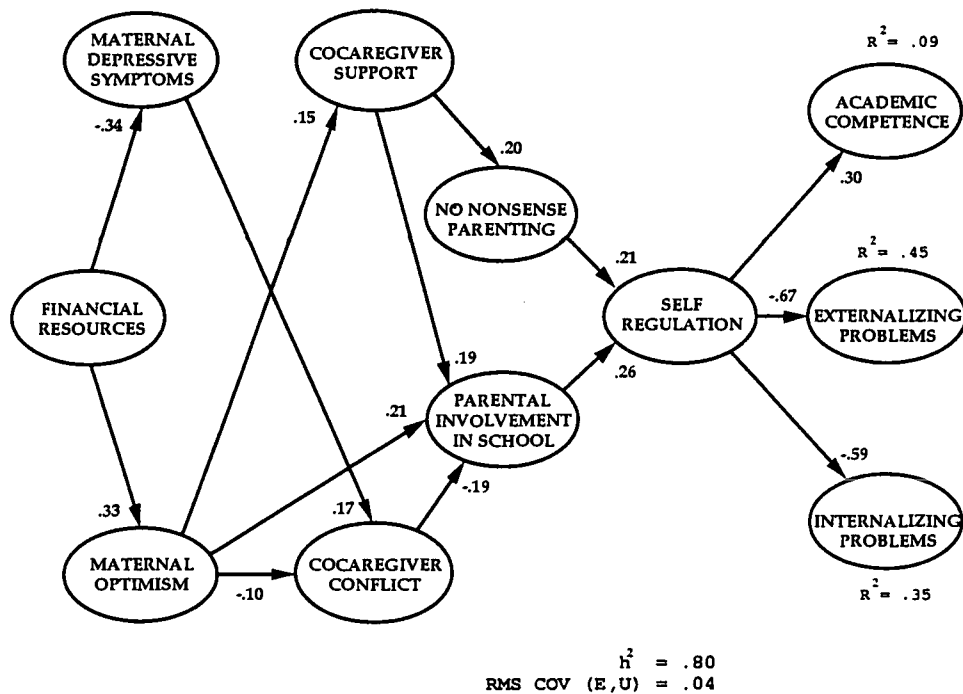 MATERNAL
DEPRESSIVE
SYMPTOMS
COCAREGIVER
SUPPORT
R² = .09
ACADEMIC
COMPETENCE
-.34
.15
.20
.30
NO NONSENSE
PARENTING
.21
R² = .45
FINANCIAL
RESOURCES
SELF
REGULATION
-.67
EXTERNALIZING
PROBLEMS
.19
.26
PARENTAL
INVOLVEMENT
IN SCHOOL
.21
-.19
-.59
.33
.17
INTERNALIZING
PROBLEMS
MATERNAL
OPTIMISM
-.10
COCAREGIVER
CONFLICT
R² = .35
h² = .80
RMS COV (E,U) = .04